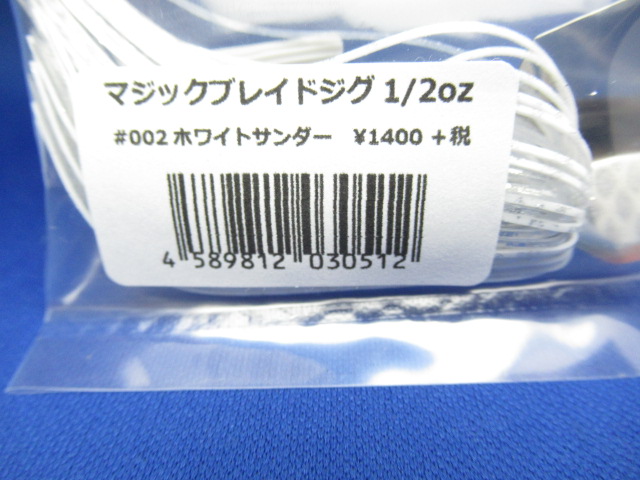 マジックブレイドジグ 1/2oz
#002 ホワイトサンダー ¥1400 +税
4 589812 030512